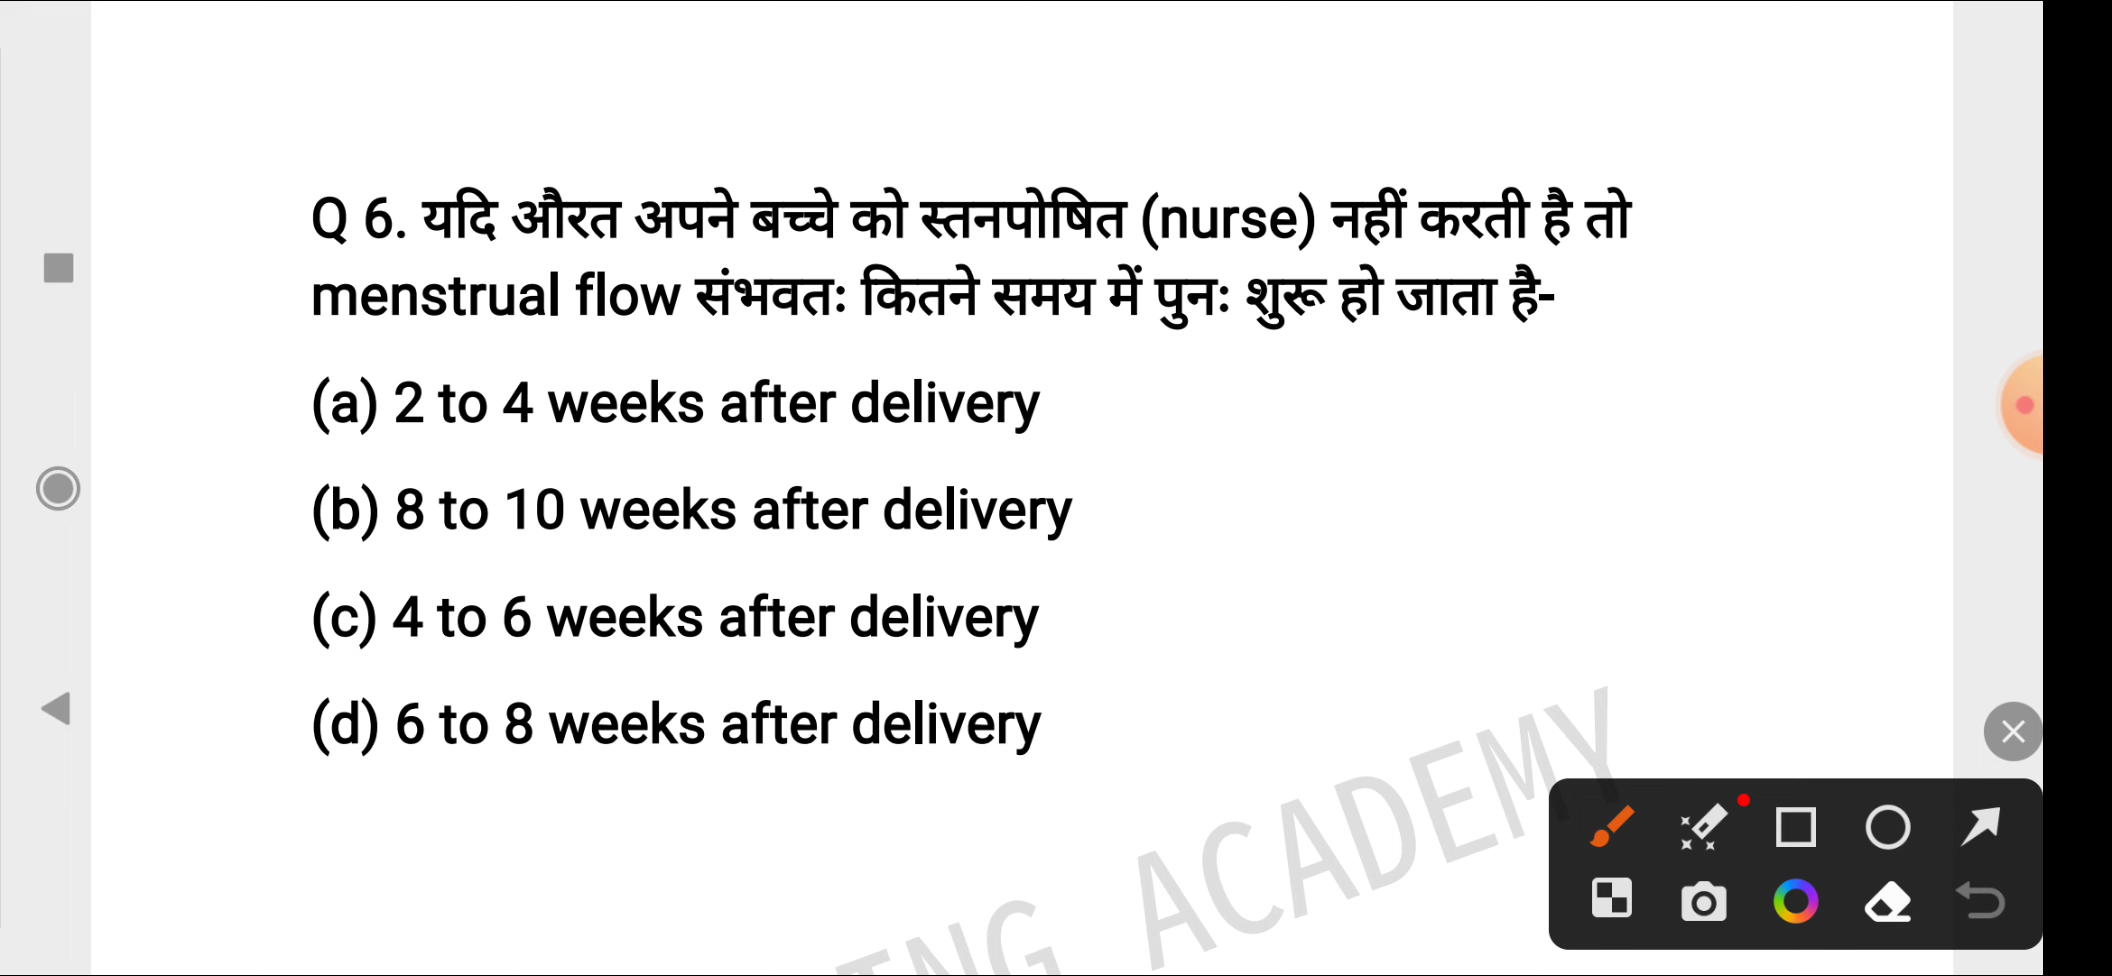 Q 6. यदि औरत अपने बच्चे को स्तनपोषित (nurse) नहीं करती है तो
menstrual flow संभवतः कितने समय में पुनः शुरू हो जाता है-
(a) 2 to 4 weeks after delivery
(b) 8 to 10 weeks after delivery
(c) 4 to 6 weeks after delivery
(d) 6 to 8 weeks after delivery
ACADEMY